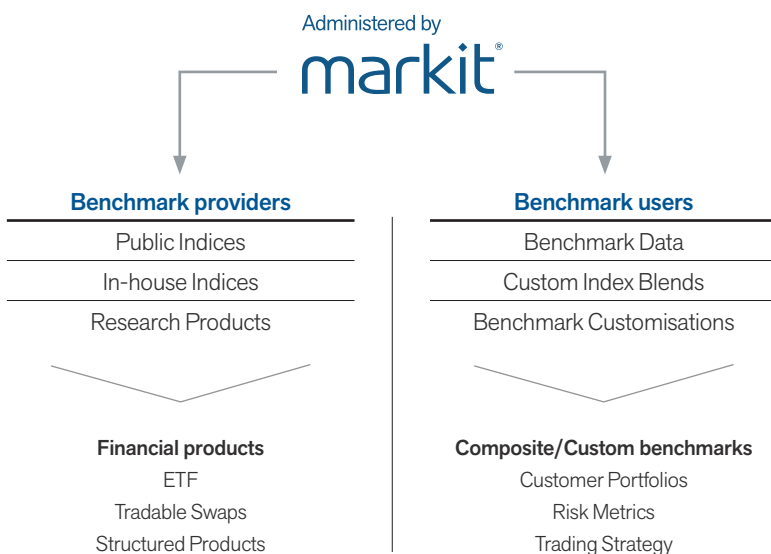 Administered by
markit®
Benchmark providers
Public Indices
In-house Indices
Research Products
Financial products
ETF
Tradable Swaps
Structured Products
Benchmark users
Benchmark Data
Custom Index Blends
Benchmark Customisations
Composite/Custom benchmarks
Customer Portfolios
Risk Metrics
Trading Strategy